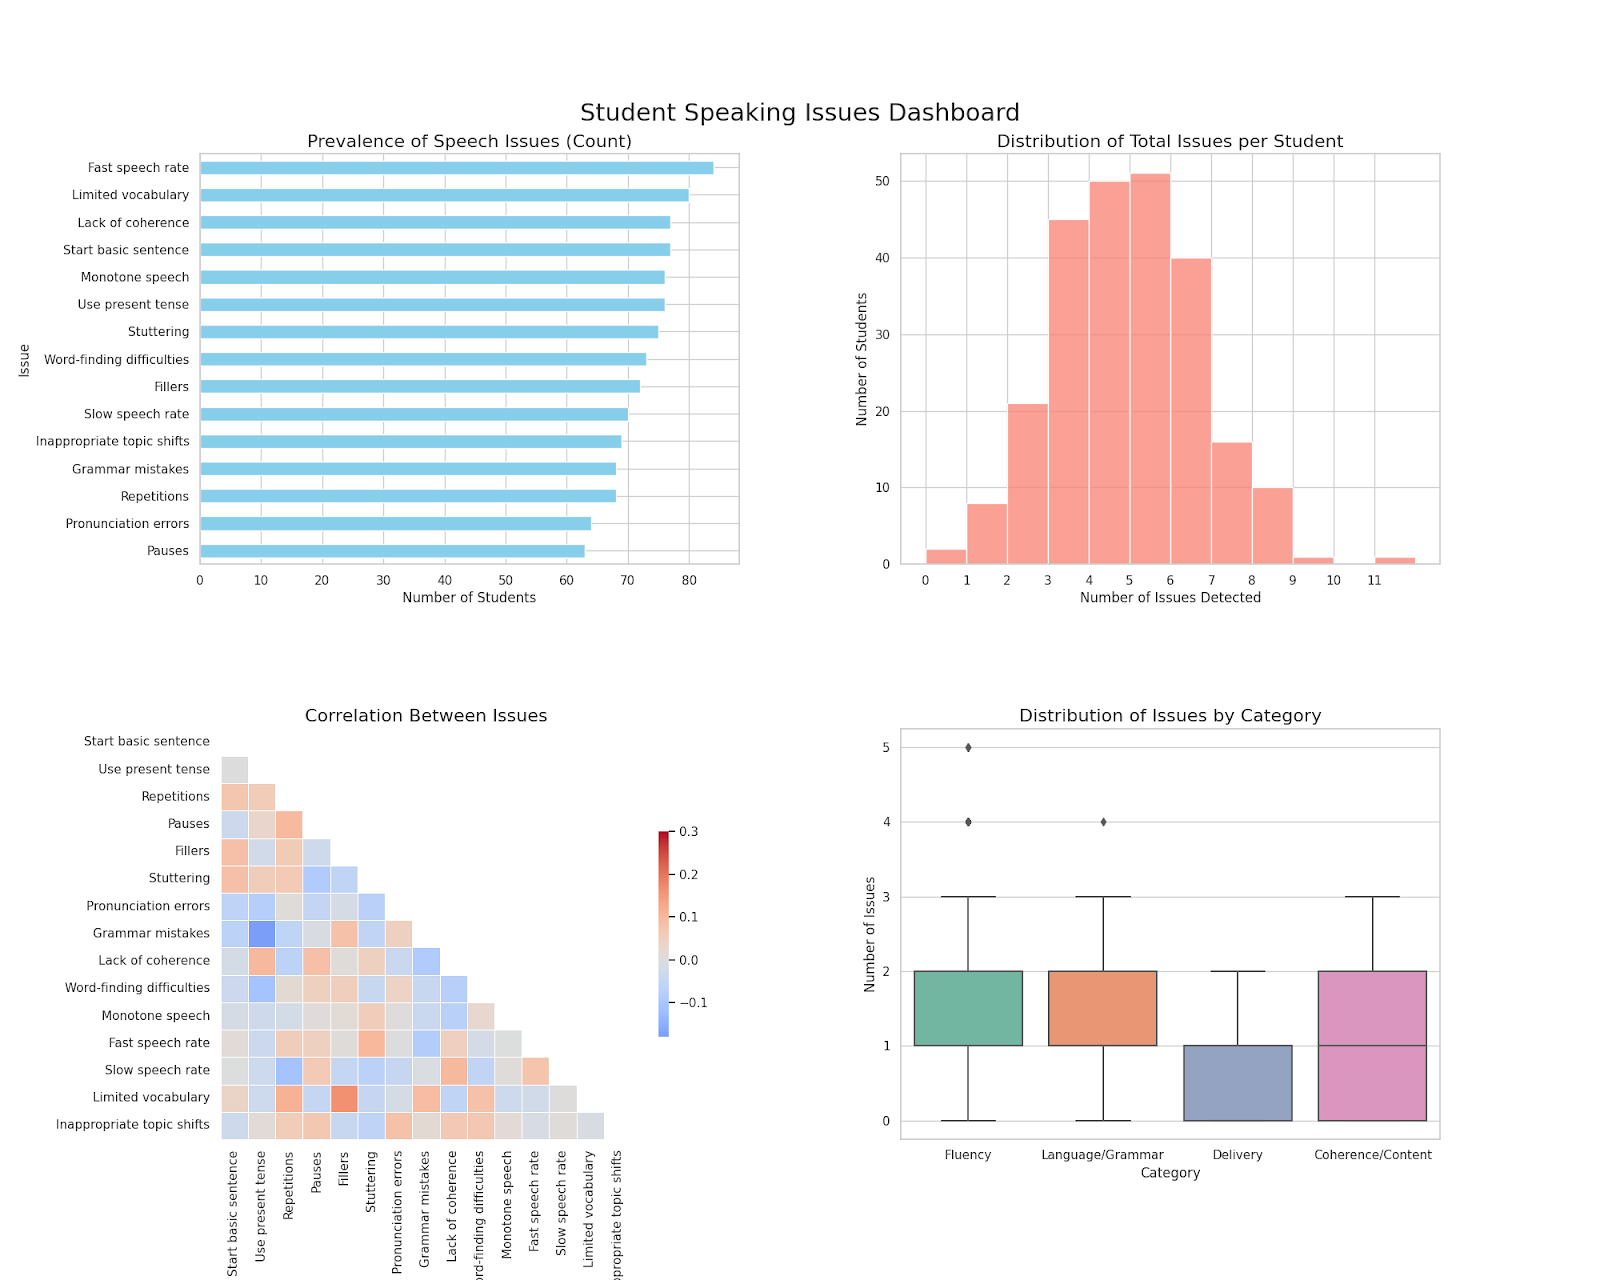 Student Speaking Issues Dashboard
Prevalence of Speech Issues (Count)
Issue
Fast speech rate
Limited vocabulary
Lack of coherence
Start basic sentence
Monotone speech
Use present tense
Stuttering
Word-finding difficulties
Fillers
Slow speech rate
Inappropriate topic shifts
Grammar mistakes
Repetitions
Pronunciation errors
Pauses
0 10 20 30 40 50 60 70 80
Number of Students
Distribution of Total Issues per Student
Number of Students
50
40
30
20
10
0
0 1 2 3 4 5 6 7 8 9 10 11
Number of Issues Detected
Correlation Between Issues
Start basic sentence
Use present tense
Repetitions
Pauses
Fillers
Stuttering
Pronunciation errors
Grammar mistakes
Lack of coherence
Word-finding difficulties
Monotone speech
Fast speech rate
Slow speech rate
Limited vocabulary
Inappropriate topic shifts
Start basic sentence
Use present tense
Repetitions
Pauses
Fillers
Stuttering
Pronunciation errors
Grammar mistakes
Lack of coherence
ord-finding difficulties
Monotone speech
Fast speech rate
Slow speech rate
Limited vocabulary
propriate topic shifts
0.3
0.2
0.1
0.0
−0.1
Distribution of Issues by Category
Number of Issues
5
4
3
2
1
0
Fluency Language/Grammar Delivery Coherence/Content
Category